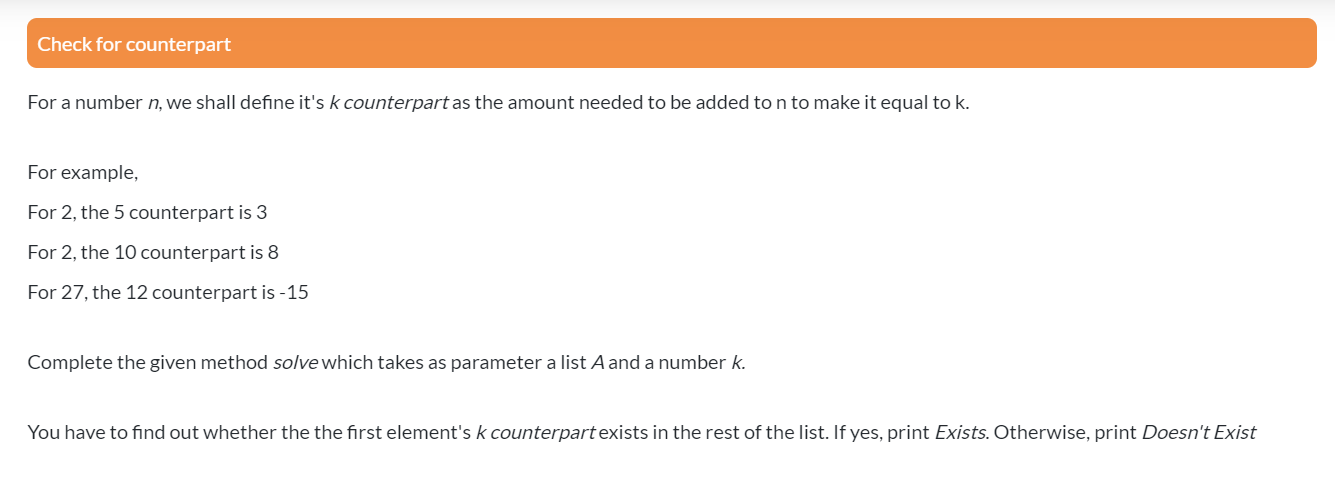 Check for counterpart
For a number n, we shall define it's k counterpart as the amount needed to be added to n to make it equal to k.
For example,
For 2, the 5 counterpart is 3
For 2, the 10 counterpart is 8
For 27, the 12 counterpart is -15
Complete the given method solve which takes as parameter a list A and a number k.
You have to find out whether the the first element's k counterpart exists in the rest of the list. If yes, print Exists. Otherwise, print Doesn't Exist